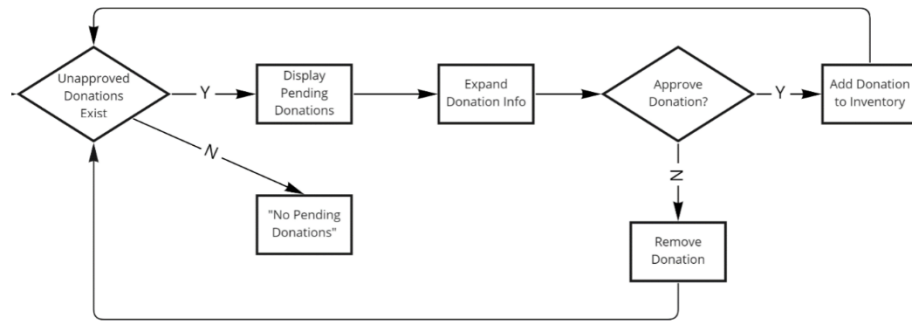 Unapproved
Donations
Exist
Y
Display
Pending
Donations
Expand
Donation Info
Approve
Donation?
Y
Add Donation
to Inventory
N
"No Pending
Donations"
N
Remove
Donation